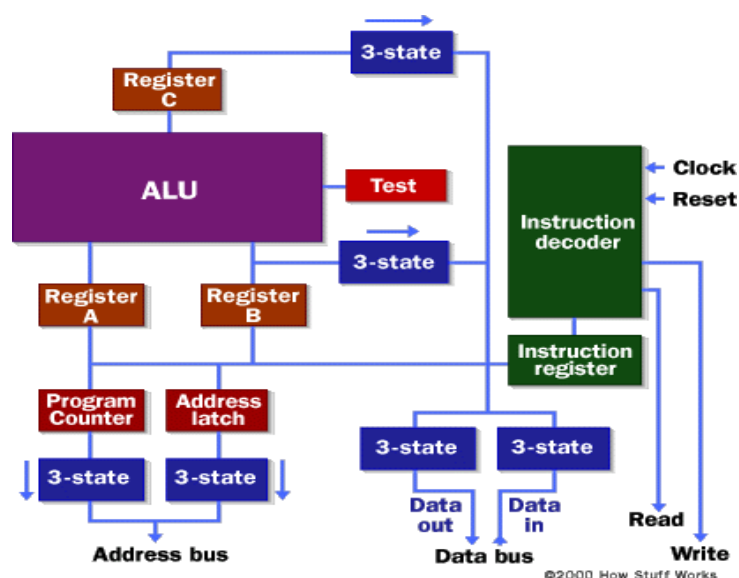 3-state
Register
C
ALU
Test
Clock
Reset
Instruction
decoder
3-state
Register
A
Register
B
Instruction
register
Program
Counter
Address
latch
3-state
3-state
3-state
3-state
Data
out
Data
in
Read
Address bus
Data bus
Write
©2000 How Stuff Works